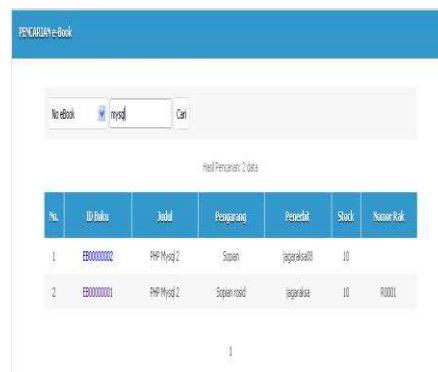 PENCARIAN e-Book
No eBook mysql Cari
Hasil Pencarian: 2 data
No. ID Buku Judul Pengarang Penerbit Stock Nomor Rak
1 EB00000002 PHP Mysql 2 Sopian jagaraksa08 10
2 EB00000001 PHP Mysql 2 Sopian rosid jagaraksa 10 R0001
1